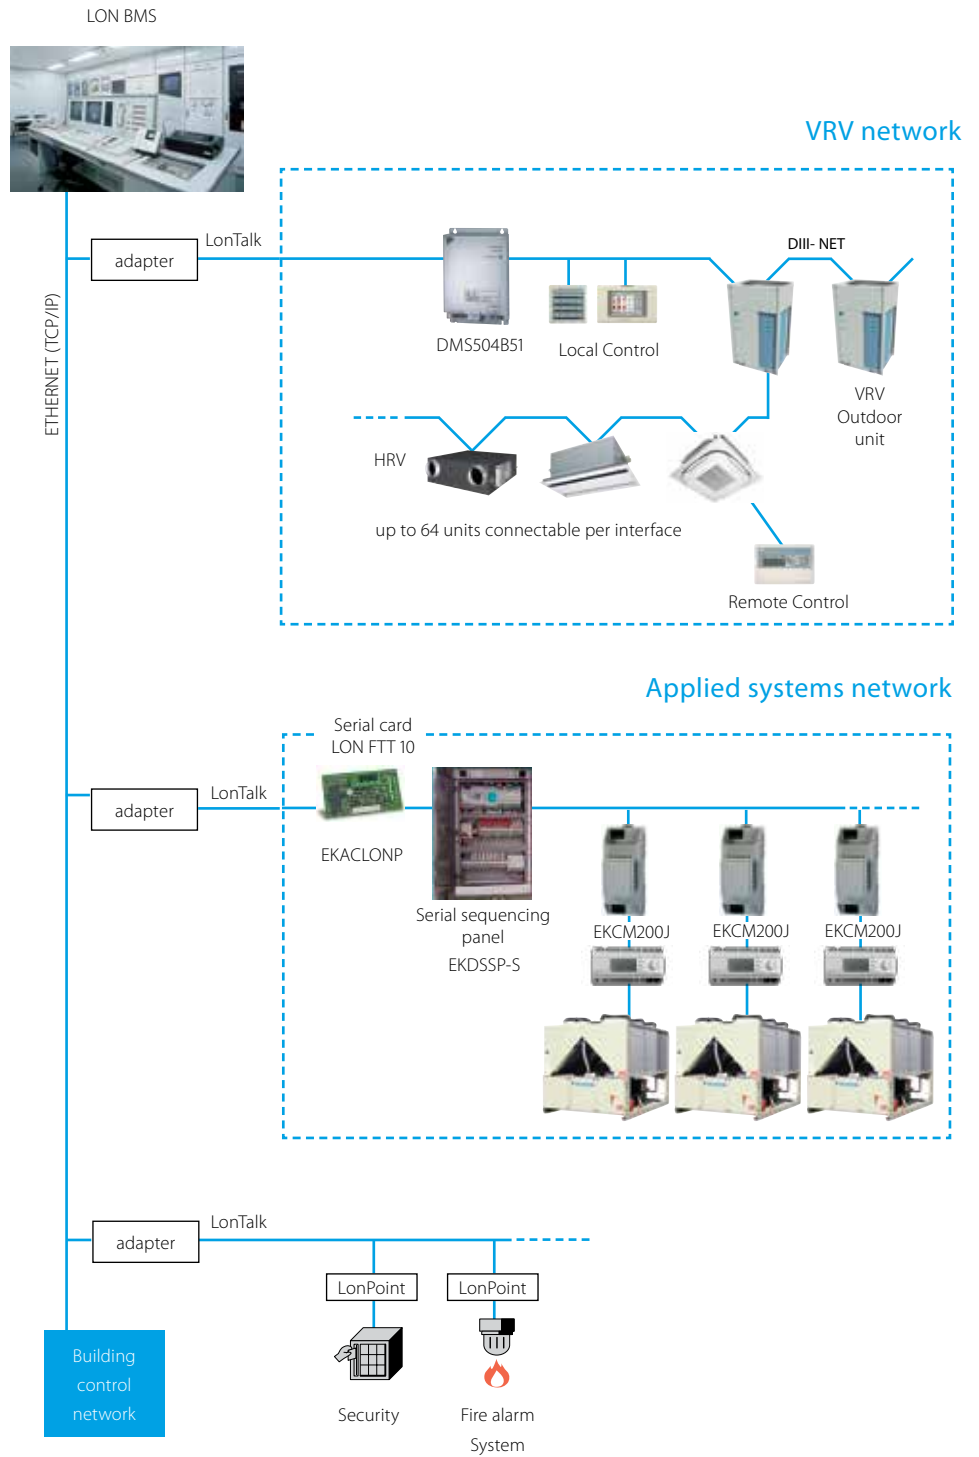 LON BMS
VRV network
ETHERNET (TCP/IP)
adapter
LonTalk
DIII- NET
DMS504B51
Local Control
VRV
Outdoor
unit
HRV
up to 64 units connectable per interface
Remote Control
Applied systems network
Serial card
LON FTT 10
adapter
LonTalk
EKACLONP
Serial sequencing
panel
EKDSSP-S
EKCM200J
EKCM200J
EKCM200J
adapter
LonTalk
LonPoint
LonPoint
Building
control
network
Security
Fire alarm
System